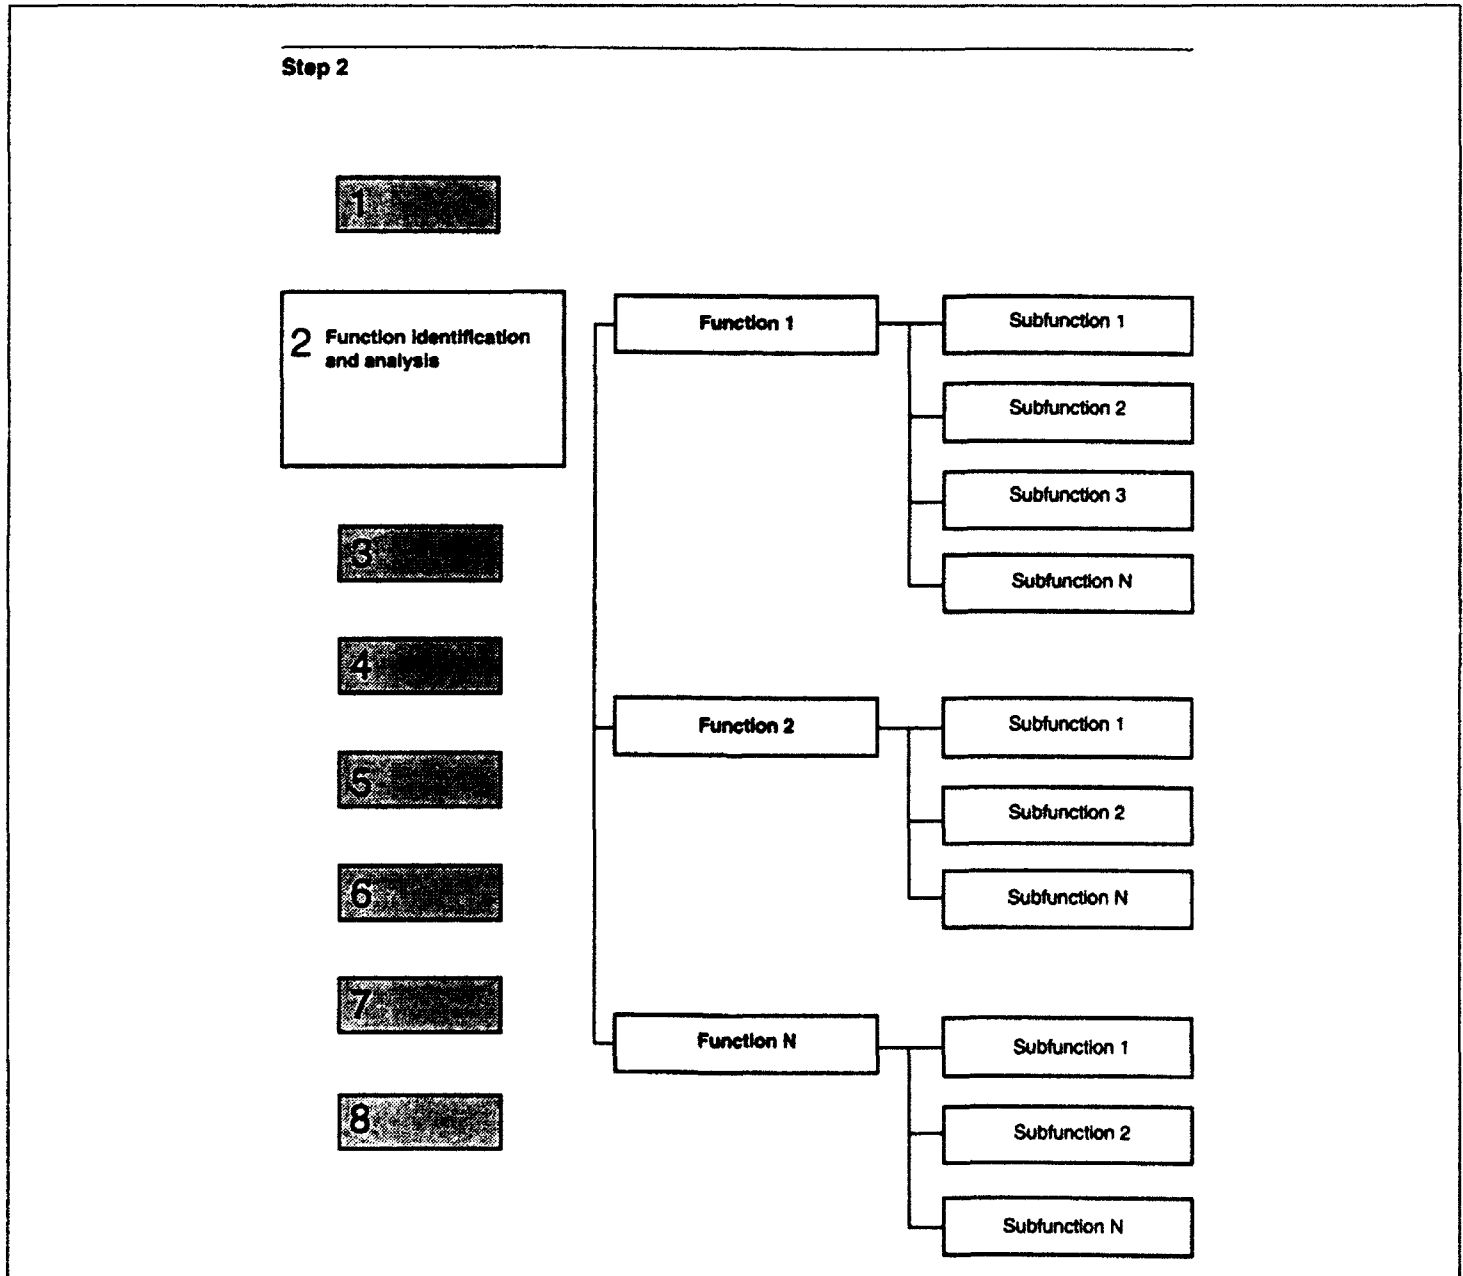 Step 2
1
2 Function identification
and analysis
3
4
5
6
7
8
Function 1
Subfunction 1
Subfunction 2
Subfunction 3
Subfunction N
Function 2
Subfunction 1
Subfunction 2
Subfunction N
Function N
Subfunction 1
Subfunction 2
Subfunction N